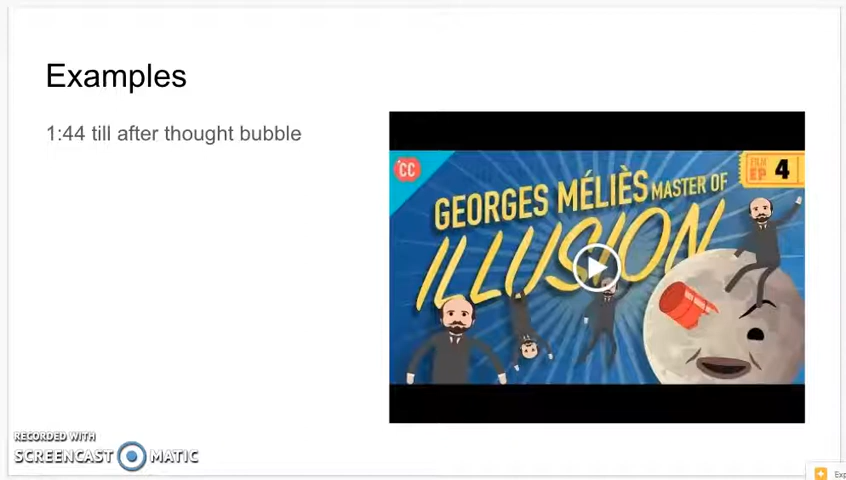 Examples
1:44 till after thought bubble
CC
FILM
EP 4
GEORGES MÉLIÈS MASTER OF
ILLUSION
RECORDED WITH
SCREENCAST MATIC
Exp